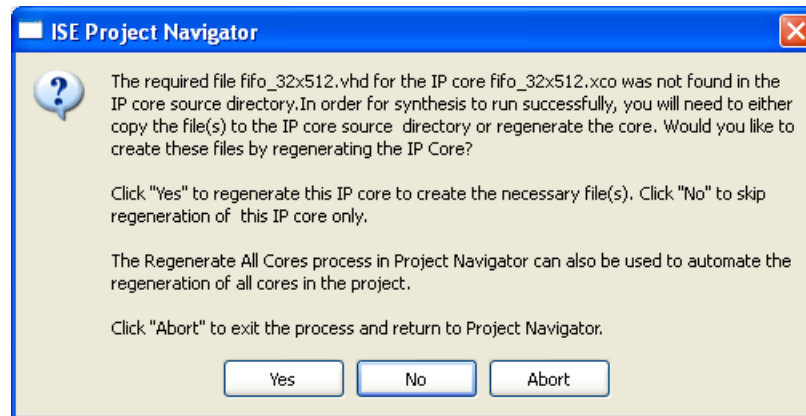 ISE Project Navigator
The required file fifo_32x512.vhd for the IP core fifo_32x512.xco was not found in the
IP core source directory.In order for synthesis to run successfully, you will need to either
copy the file(s) to the IP core source  directory or regenerate the core. Would you like to
create these files by regenerating the IP Core?
Click "Yes" to regenerate this IP core to create the necessary file(s). Click "No" to skip
regeneration of  this IP core only.
The Regenerate All Cores process in Project Navigator can also be used to automate the
regeneration of all cores in the project.
Click "Abort" to exit the process and return to Project Navigator.
Yes No Abort